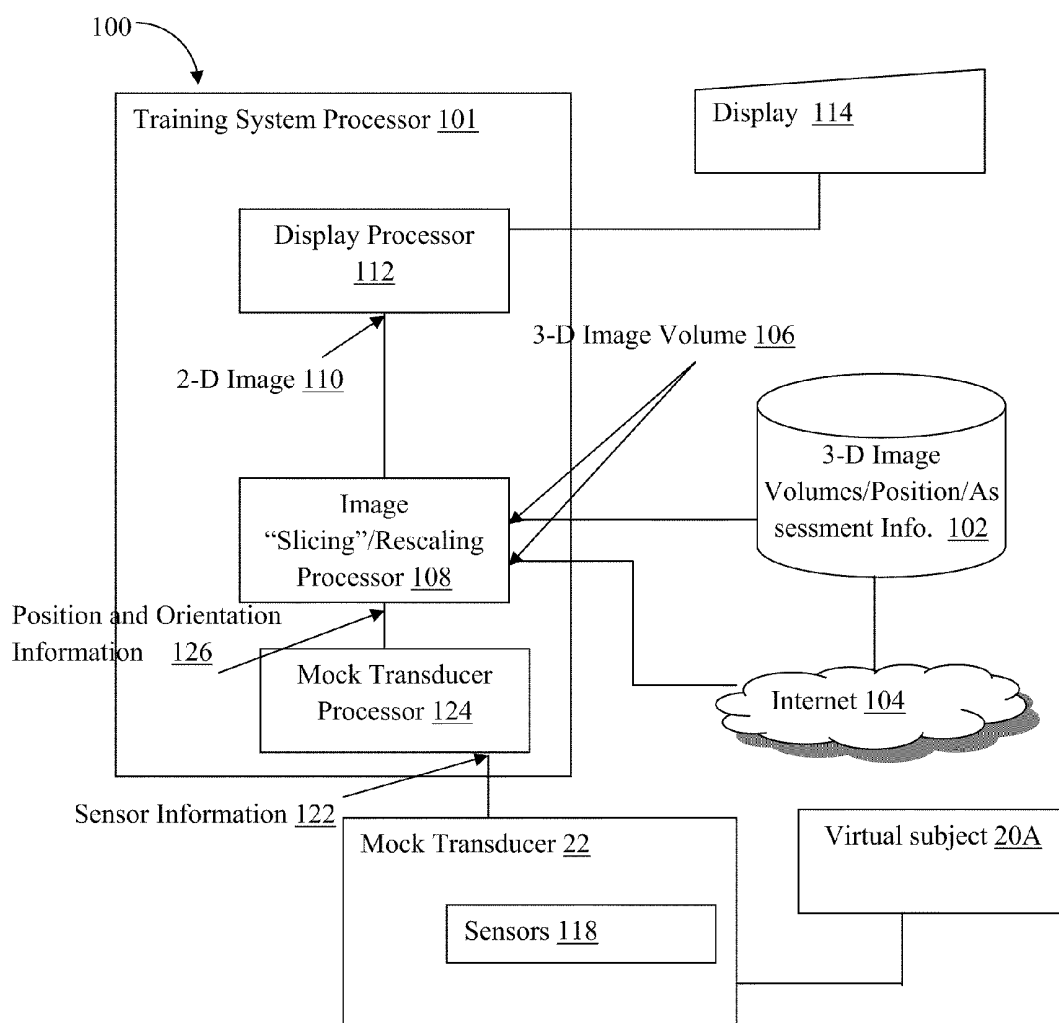 100
Training System Processor 101
Display 114
Display Processor
112
3-D Image Volume 106
2-D Image 110
3-D Image
Volumes/Position/As
sessment Info. 102
Image
“Slicing”/Rescaling
Processor 108
Position and Orientation
Information 126
Mock Transducer
Processor 124
Internet 104
Sensor Information 122
Mock Transducer 22
Virtual subject 20A
Sensors 118